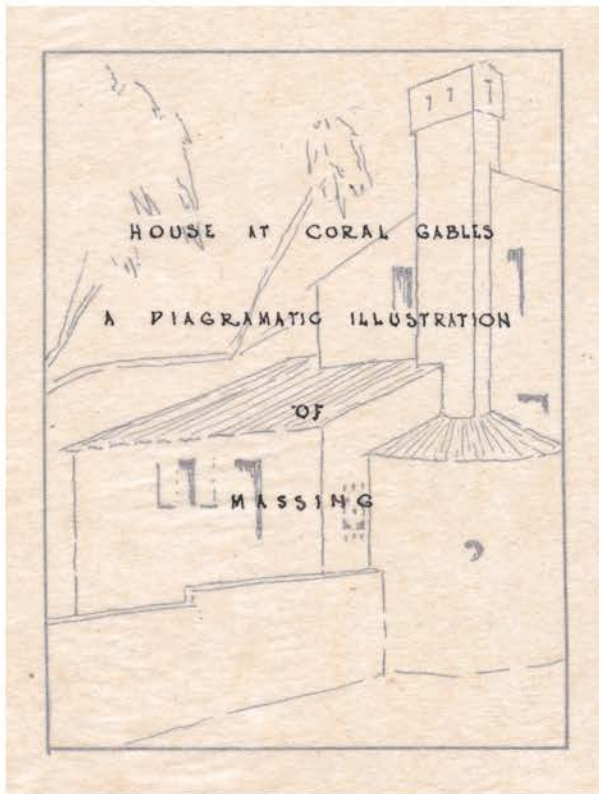 HOUSE AT CORAL GABLES
A DIAGRAMATIC ILLUSTRATION
OF
MASSING